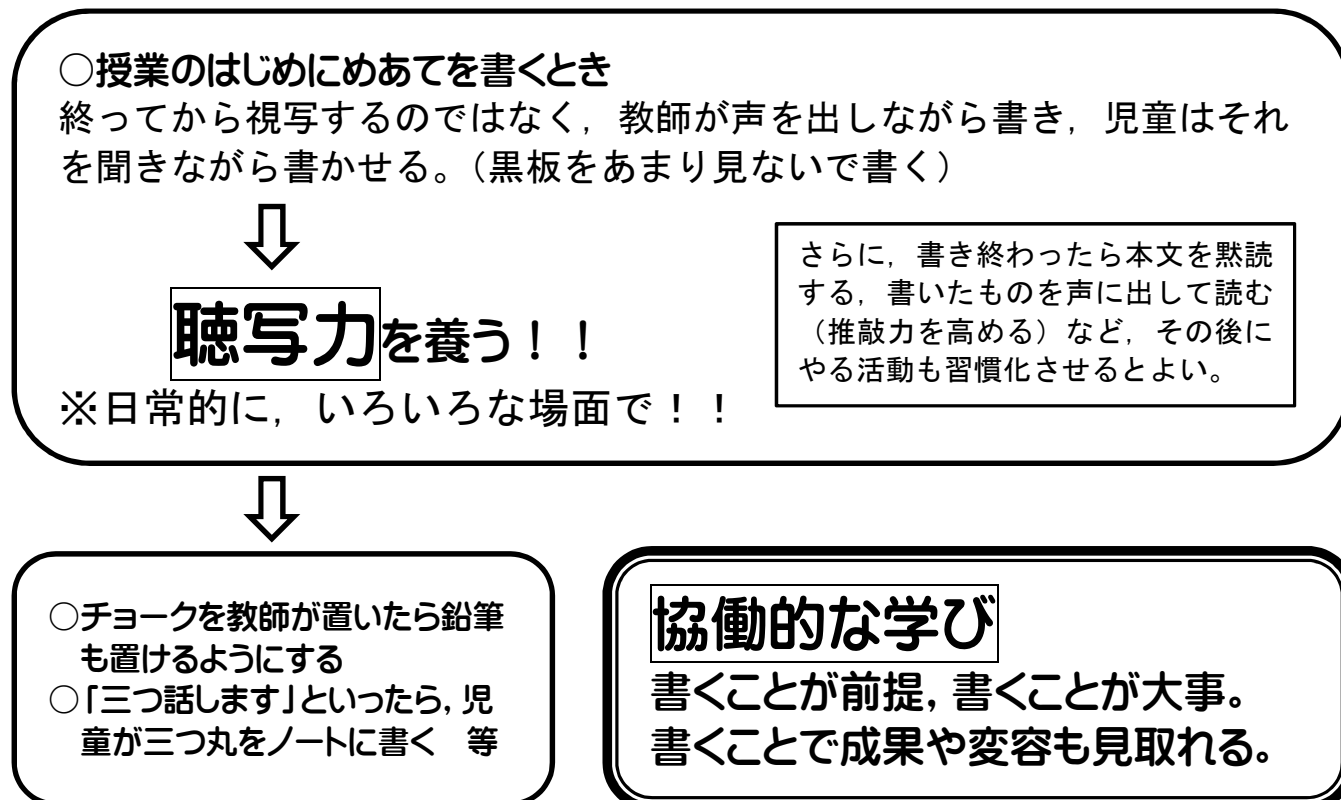 ○授業のはじめにめあてを書くとき
終ってから視写するのではなく，教師が声を出しながら書き，児童はそれ
を聞きながら書かせる。（黒板をあまり見ないで書く）
聴写力を養う！！
※日常的に，いろいろな場面で！！
さらに，書き終わったら本文を黙読
する，書いたものを声に出して読む
（推敲力を高める）など，その後に
やる活動も習慣化させるとよい。
○チョークを教師が置いたら鉛筆
も置けるようにする
○「三つ話します」といったら，児
童が三つ丸をノートに書く　等
協働的な学び
書くことが前提，書くことが大事。
書くことで成果や変容も見取れる。